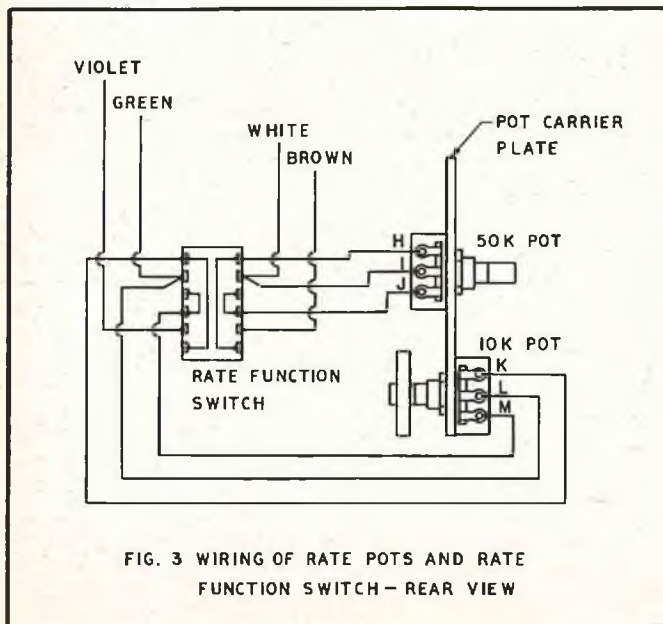 VIOLET
GREEN
WHITE
BROWN
POT CARRIER
PLATE
H
I
J
50K POT
10K POT
K
L
M
RATE FUNCTION
SWITCH
FIG. 3 WIRING OF RATE POTS AND RATE
FUNCTION SWITCH – REAR VIEW